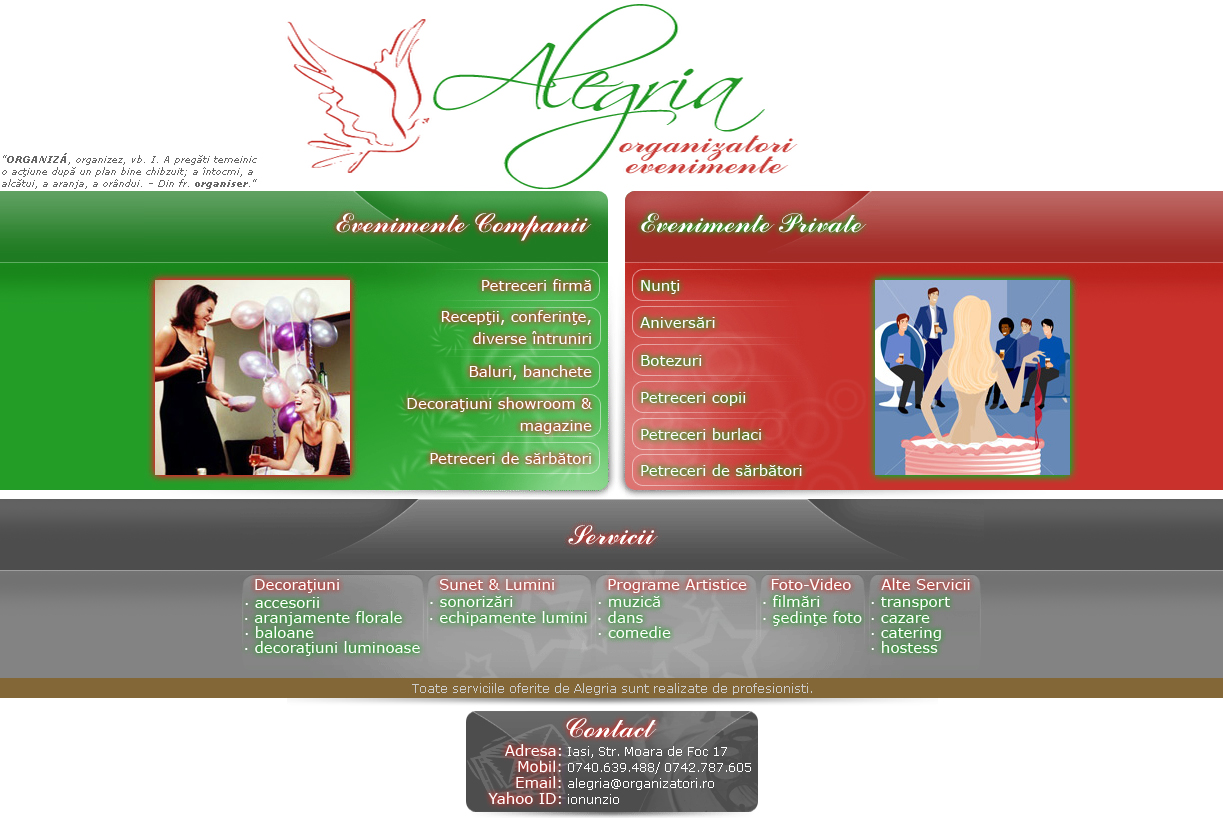 Alegria
organizatori
evenimente
"ORGANIZÁ, organizez, vb. I. A pregăti temeinic
o acţiune după un plan bine chibzuit; a întocmi, a
alcătui, a aranja, a orândui. – Din fr. organiser."
Evenimente Companii
Petreceri firmă
Recepţii, conferinţe,
diverse întruniri
Baluri, banchete
Decoraţiuni showroom &
magazine
Petreceri de sărbători
Evenimente Private
Nunţi
Aniversări
Botezuri
Petreceri copii
Petreceri burlaci
Petreceri de sărbători
Servicii
Decoraţiuni
· accesorii
· aranjamente florale
· baloane
· decoraţiuni luminoase
Sunet & Lumini
· sonorizări
· echipamente lumini
Programe Artistice
· muzică
· dans
· comedie
Foto-Video
· filmări
· şedinţe foto
Alte Servicii
· transport
· cazare
· catering
· hostess
Toate serviciile oferite de Alegria sunt realizate de profesionisti.
Contact
Adresa: Iasi, Str. Moara de Foc 17
Mobil: 0740.639.488/ 0742.787.605
Email: alegria@organizatori.ro
Yahoo ID: ionunzio